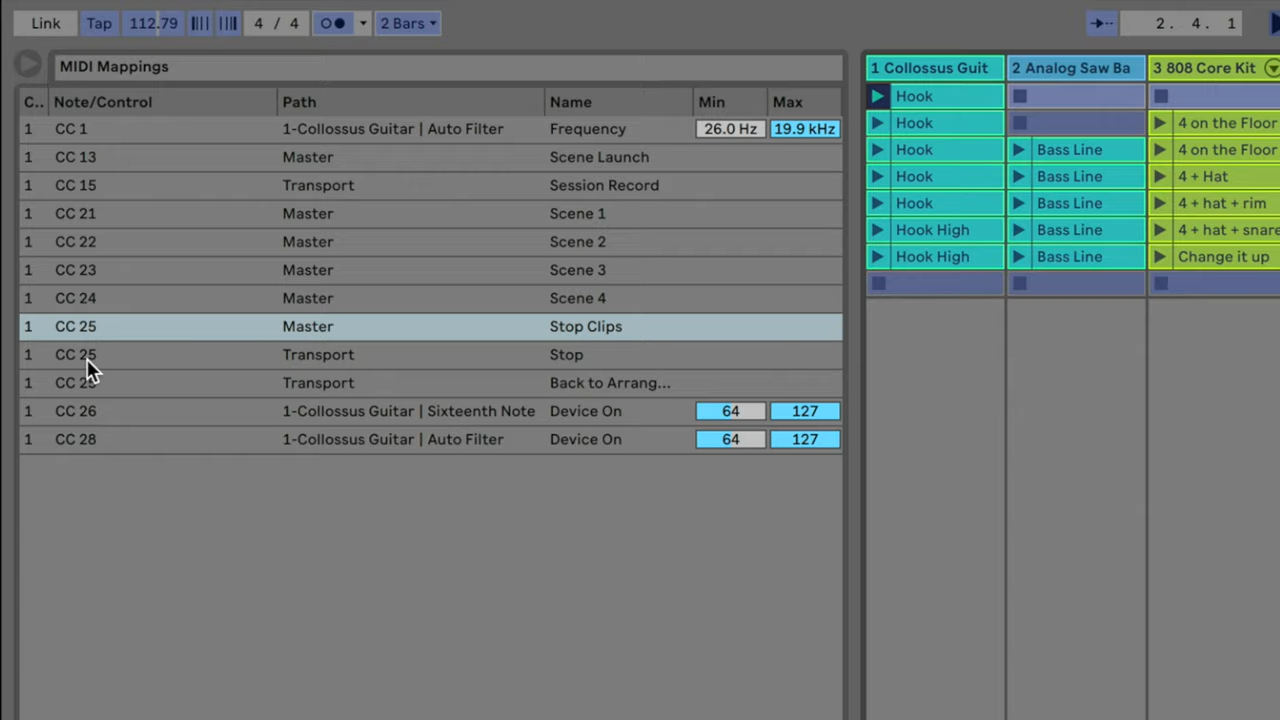 Link Tap 112.79 4 / 4 2 Bars 2. 4. 1
MIDI Mappings
C.. Note/Control Path Name Min Max
1 CC 1 1-Collossus Guitar | Auto Filter Frequency 26.0 Hz 19.9 kHz
1 CC 13 Master Scene Launch
1 CC 15 Transport Session Record
1 CC 21 Master Scene 1
1 CC 22 Master Scene 2
1 CC 23 Master Scene 3
1 CC 24 Master Scene 4
1 CC 25 Master Stop Clips
1 CC 25 Transport Stop
1 CC Transport Back to Arrang...
1 CC 26 1-Collossus Guitar | Sixteenth Note Device On 64 127
1 CC 28 1-Collossus Guitar | Auto Filter Device On 64 127
1 Collossus Guit 2 Analog Saw Ba 3 808 Core Kit
Hook
Hook 4 on the Floor
Hook Bass Line 4 on the Floor
Hook Bass Line 4 + Hat
Hook Bass Line 4 + hat + rim
Hook High Bass Line 4 + hat + snare
Hook High Bass Line Change it up